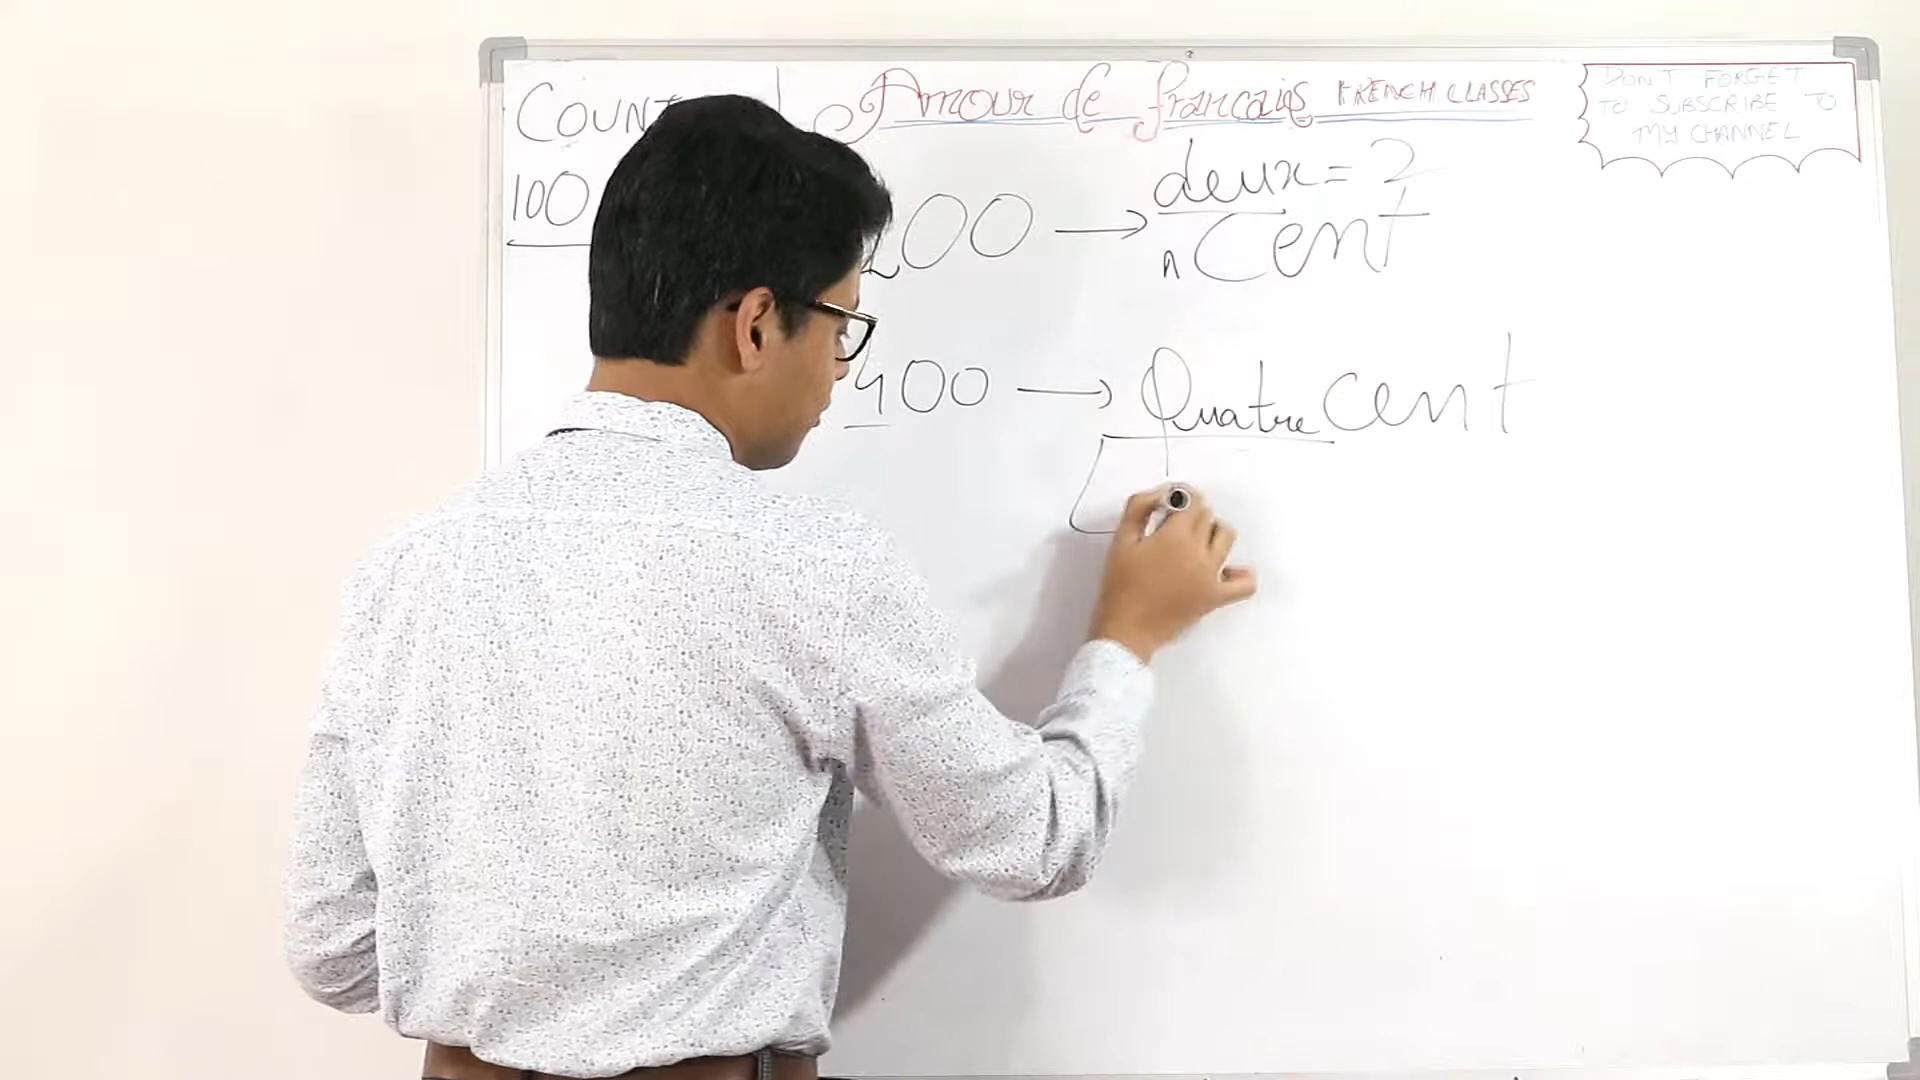 Amour de français FRENCH CLASSES
DON'T FORGET
TO SUBSCRIBE TO
MY CHANNEL
100
200 → deux = 2
Cent
400 → Quatre cent